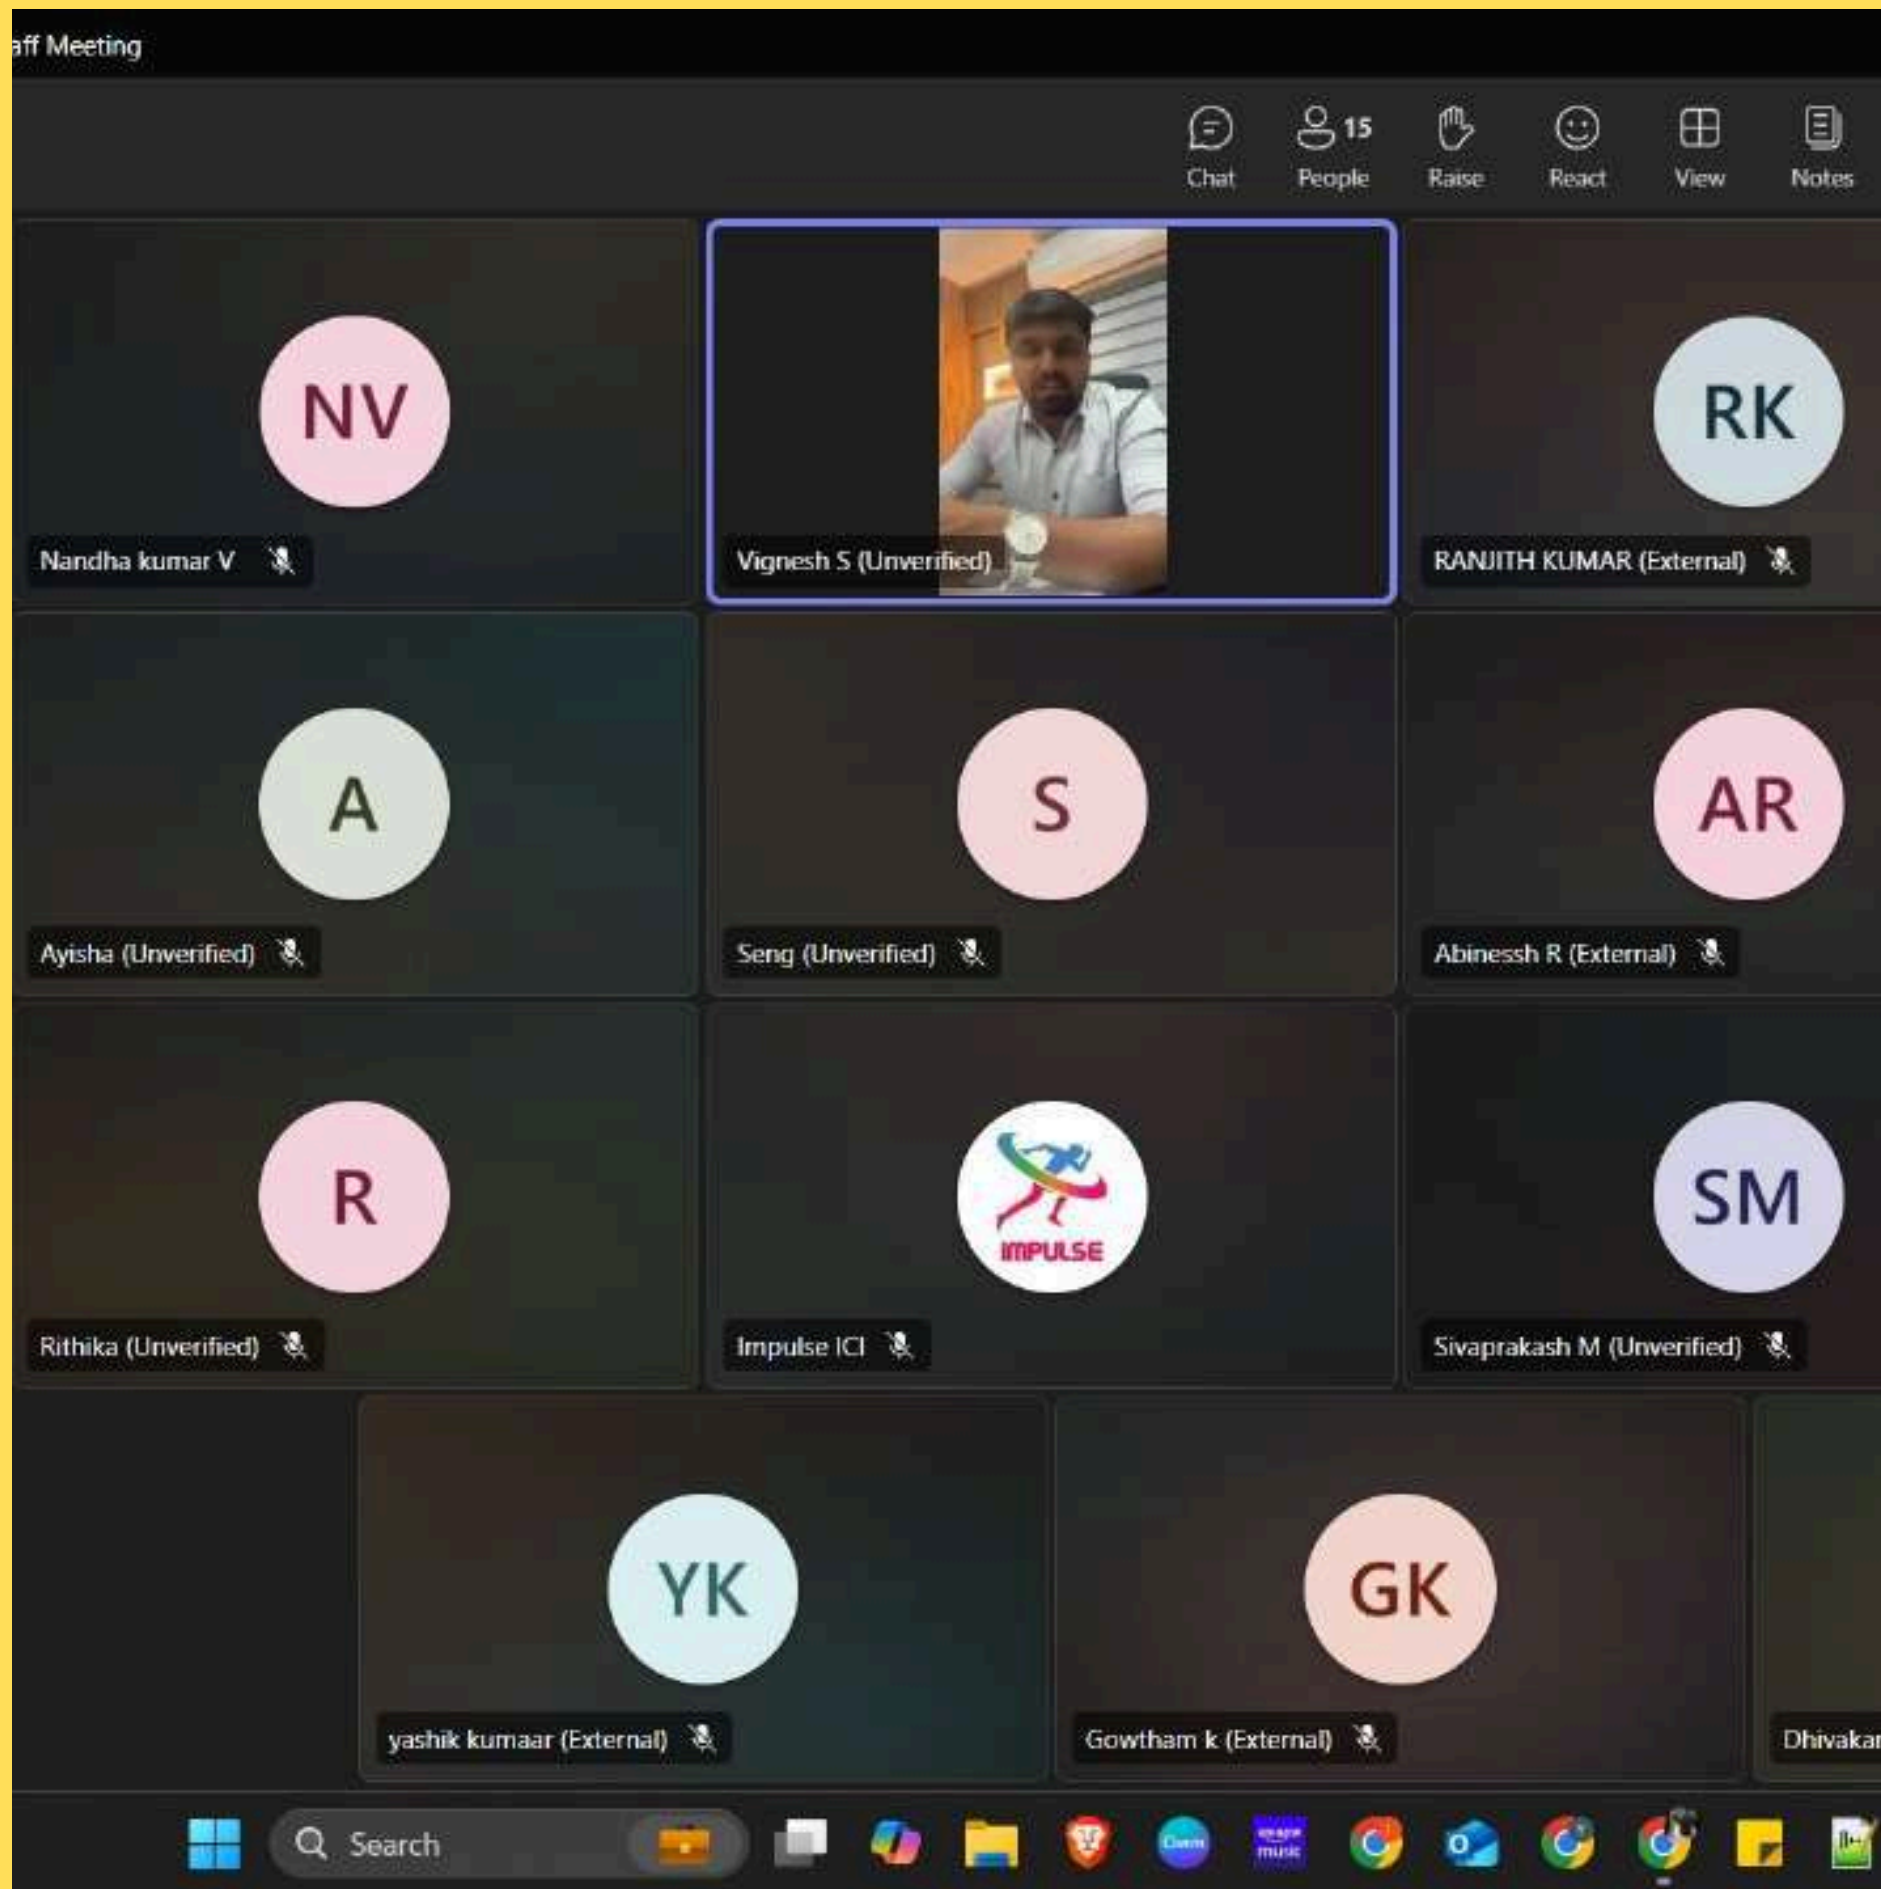 aff Meeting
15
Chat People Raise React View Notes
NV
RK
Nandha kumar V
Vignesh S (Unverified)
RANJITH KUMAR (External)
A
S
AR
Ayisha (Unverified)
Seng (Unverified)
Abinessh R (External)
R
IMPULSE
SM
Rithika (Unverified)
Impulse ICI
Sivaprakash M (Unverified)
YK
GK
yashik kumaar (External)
Gowtham k (External)
Dhivakar
Search
music